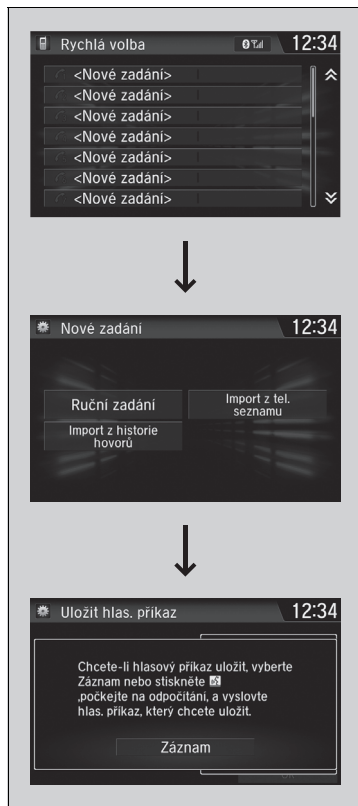 Rychlá volba 12:34
<Nové zadání>
<Nové zadání>
<Nové zadání>
<Nové zadání>
<Nové zadání>
<Nové zadání>
<Nové zadání>
Nové zadání 12:34
Ruční zadání
Import z tel.
seznamu
Import z historie
hovorů
Uložit hlas. příkaz 12:34
Chcete-li hlasový příkaz uložit, vyberte
Záznam nebo stiskněte
,počkejte na odpočítání, a vyslovte
hlas. příkaz, který chcete uložit.
Záznam